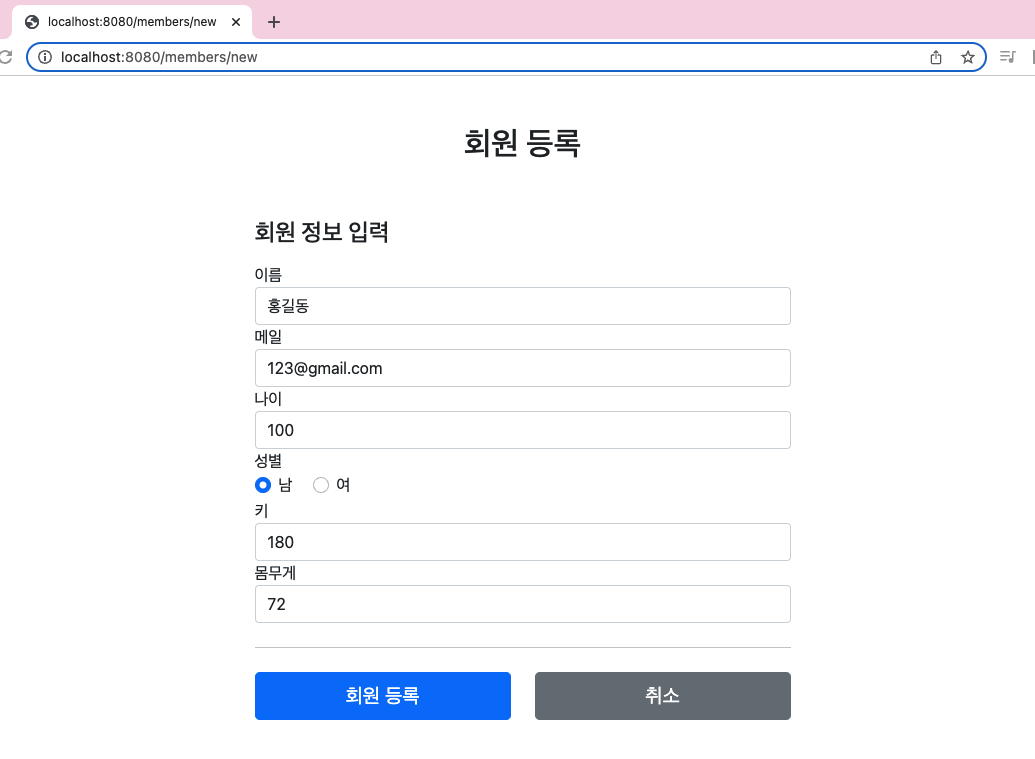 localhost:8080/members/new
localhost:8080/members/new
회원 등록
회원 정보 입력
이름
홍길동
메일
123@gmail.com
나이
100
성별
남 여
키
180
몸무게
72
회원 등록 취소